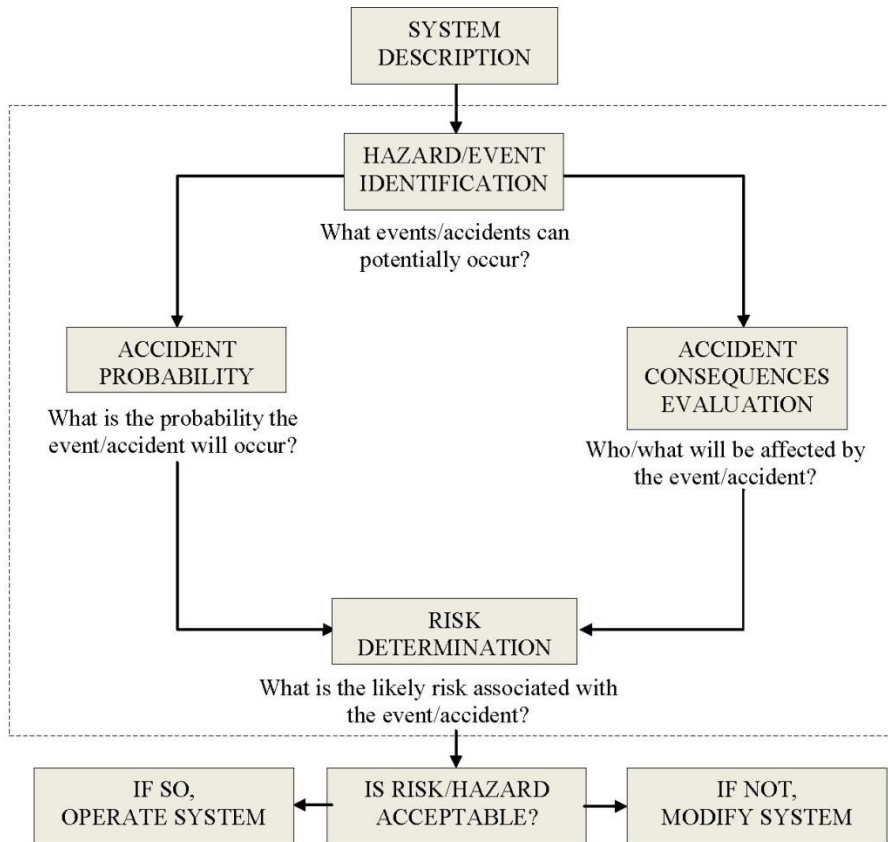 SYSTEM
DESCRIPTION
HAZARD/EVENT
IDENTIFICATION
What events/accidents can
potentially occur?
ACCIDENT
PROBABILITY
What is the probability the
event/accident will occur?
ACCIDENT
CONSEQUENCES
EVALUATION
Who/what will be affected by
the event/accident?
RISK
DETERMINATION
What is the likely risk associated with
the event/accident?
IF SO,
OPERATE SYSTEM
IS RISK/HAZARD
ACCEPTABLE?
IF NOT,
MODIFY SYSTEM